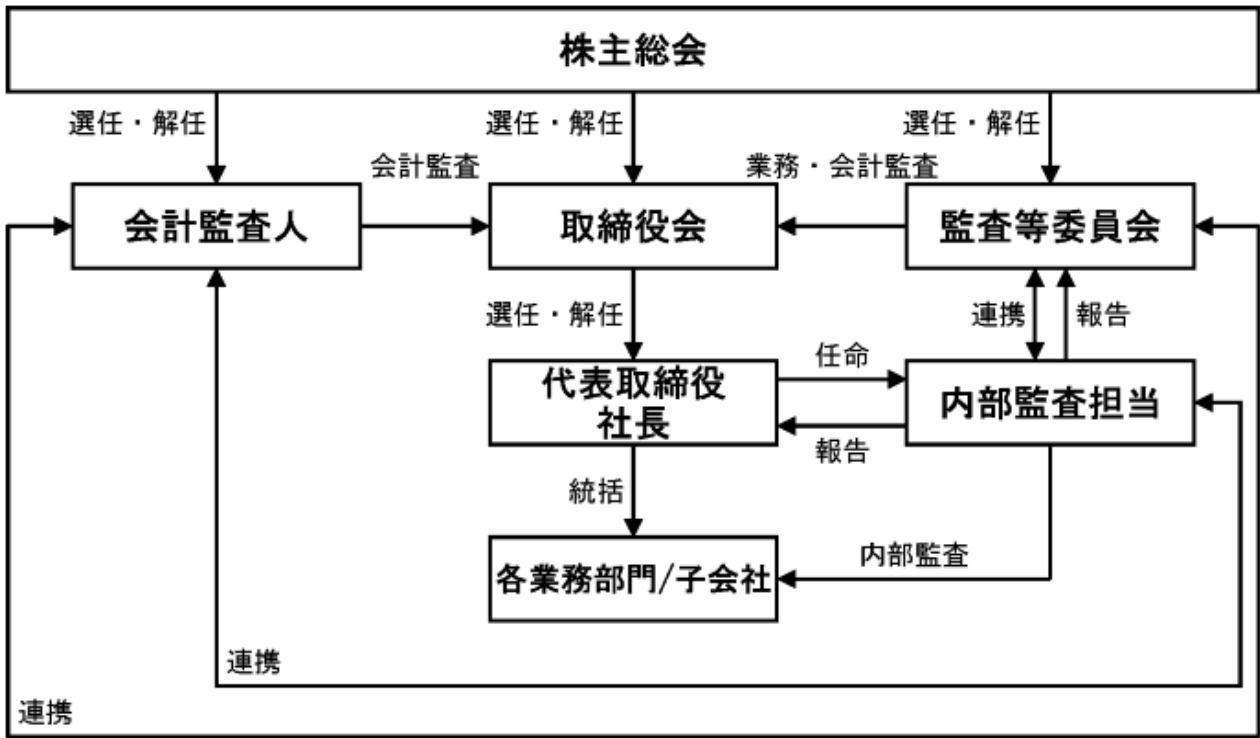 株主総会
選任・解任
選任・解任
選任・解任
会計監査
業務・会計監査
会計監査人
取締役会
監査等委員会
選任・解任
連携
報告
代表取締役
社長
任命
報告
内部監査担当
統括
各業務部門/子会社
内部監査
連携
連携